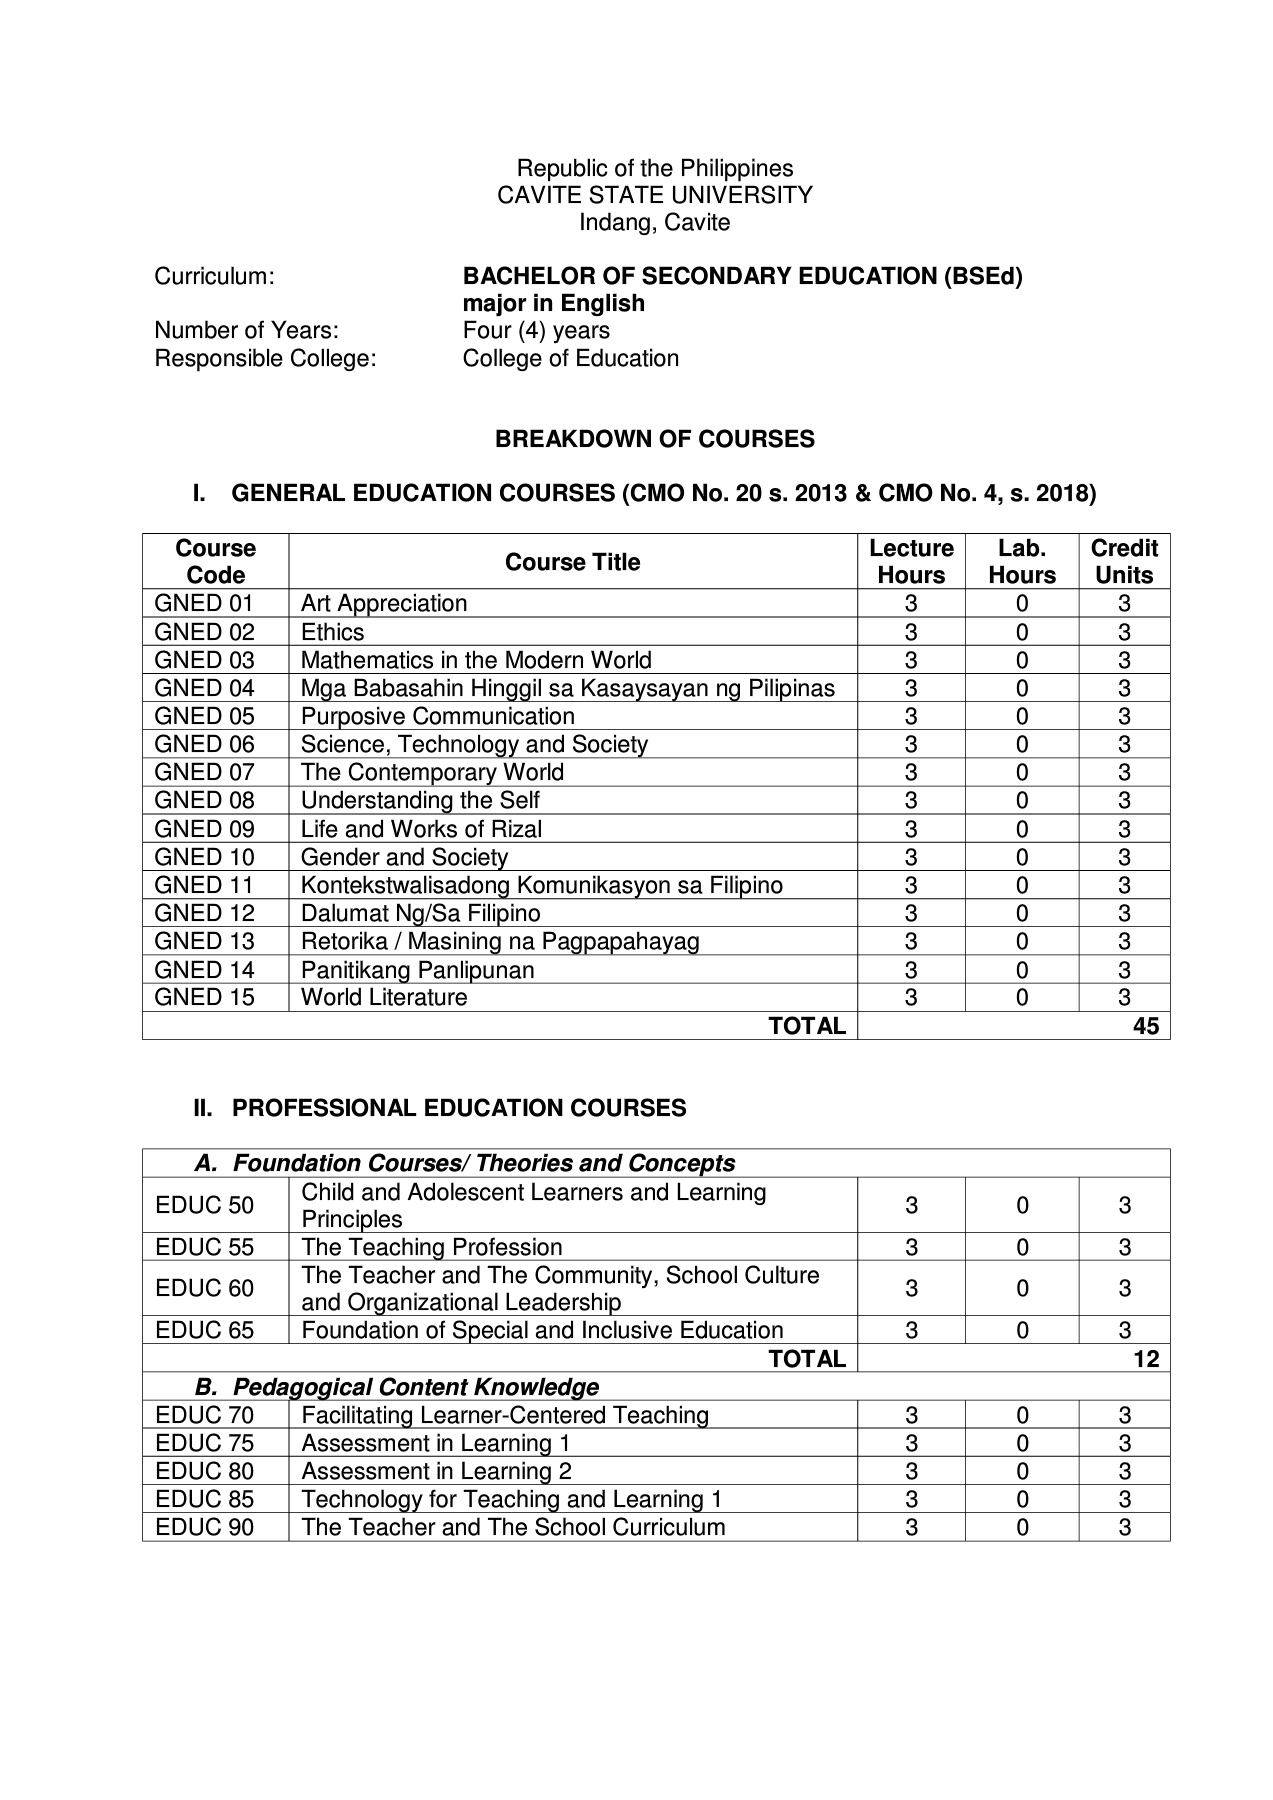 Republic of the Philippines
CAVITE STATE UNIVERSITY
Indang, Cavite
Curriculum: BACHELOR OF SECONDARY EDUCATION (BSEd)
major in English
Number of Years: Four (4) years
Responsible College: College of Education
BREAKDOWN OF COURSES
I. GENERAL EDUCATION COURSES (CMO No. 20 s. 2013 & CMO No. 4, s. 2018)
Course Code Course Title Lecture Hours Lab. Hours Credit Units
GNED 01 Art Appreciation 3 0 3
GNED 02 Ethics 3 0 3
GNED 03 Mathematics in the Modern World 3 0 3
GNED 04 Mga Babasahin Hinggil sa Kasaysayan ng Pilipinas 3 0 3
GNED 05 Purposive Communication 3 0 3
GNED 06 Science, Technology and Society 3 0 3
GNED 07 The Contemporary World 3 0 3
GNED 08 Understanding the Self 3 0 3
GNED 09 Life and Works of Rizal 3 0 3
GNED 10 Gender and Society 3 0 3
GNED 11 Kontekstwalisadong Komunikasyon sa Filipino 3 0 3
GNED 12 Dalumat Ng/Sa Filipino 3 0 3
GNED 13 Retorika / Masining na Pagpapahayag 3 0 3
GNED 14 Panitikang Panlipunan 3 0 3
GNED 15 World Literature 3 0 3
TOTAL 45
II. PROFESSIONAL EDUCATION COURSES
A. Foundation Courses/ Theories and Concepts
EDUC 50 Child and Adolescent Learners and Learning
Principles 3 0 3
EDUC 55 The Teaching Profession 3 0 3
EDUC 60 The Teacher and The Community, School Culture
and Organizational Leadership 3 0 3
EDUC 65 Foundation of Special and Inclusive Education 3 0 3
TOTAL 12
B. Pedagogical Content Knowledge
EDUC 70 Facilitating Learner-Centered Teaching 3 0 3
EDUC 75 Assessment in Learning 1 3 0 3
EDUC 80 Assessment in Learning 2 3 0 3
EDUC 85 Technology for Teaching and Learning 1 3 0 3
EDUC 90 The Teacher and The School Curriculum 3 0 3